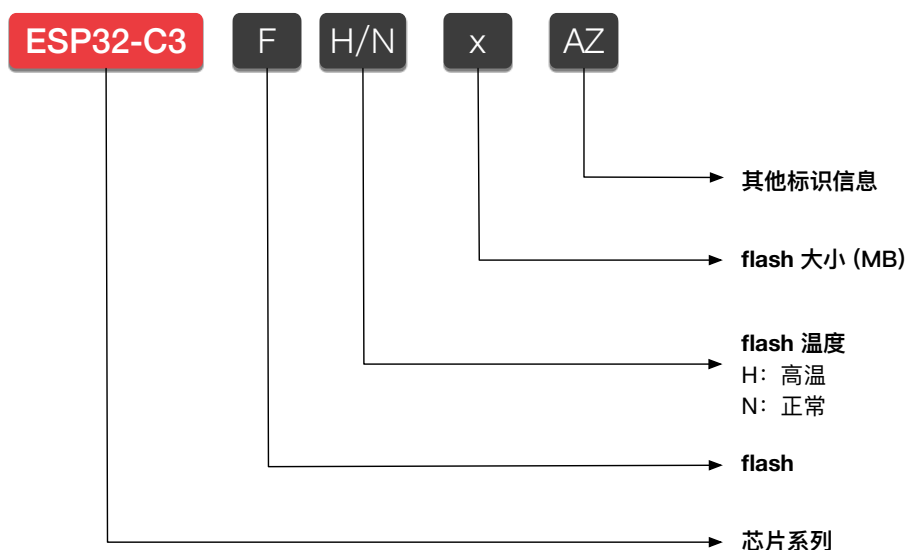 ESP32-C3 F H/N x AZ
其他标识信息
flash 大小 (MB)
flash 温度
H：高温
N：正常
flash
芯片系列